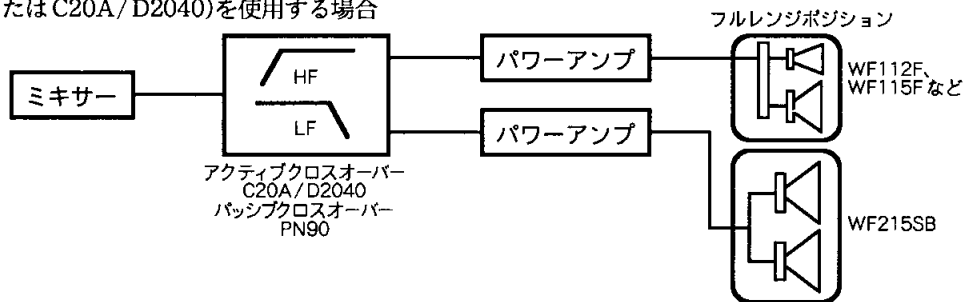 たはC20A/D2040)を使用する場合
フルレンジポジション
ミキサー
HF
LF
パワーアンプ
パワーアンプ
WF112F、
WF115Fなど
アクティブクロスオーバー
C20A/D2040
パッシブクロスオーバー
PN90
WF215SB